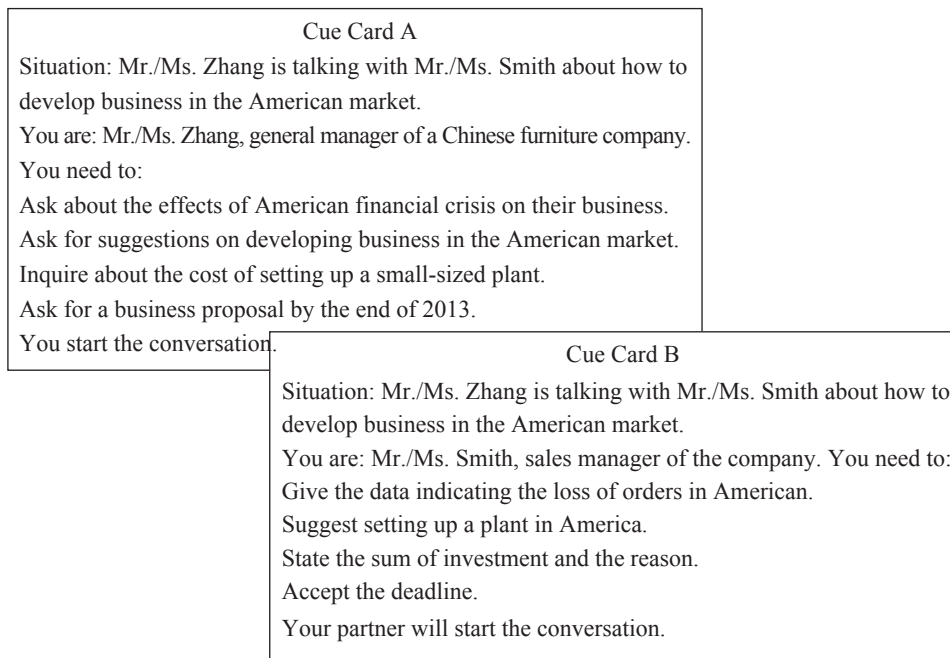 Cue Card A
Situation: Mr./Ms. Zhang is talking with Mr./Ms. Smith about how to
develop business in the American market.
You are: Mr./Ms. Zhang, general manager of a Chinese furniture company.
You need to:
Ask about the effects of American financial crisis on their business.
Ask for suggestions on developing business in the American market.
Inquire about the cost of setting up a small-sized plant.
Ask for a business proposal by the end of 2013.
You start the conversation.
Cue Card B
Situation: Mr./Ms. Zhang is talking with Mr./Ms. Smith about how to
develop business in the American market.
You are: Mr./Ms. Smith, sales manager of the company. You need to:
Give the data indicating the loss of orders in American.
Suggest setting up a plant in America.
State the sum of investment and the reason.
Accept the deadline.
Your partner will start the conversation.